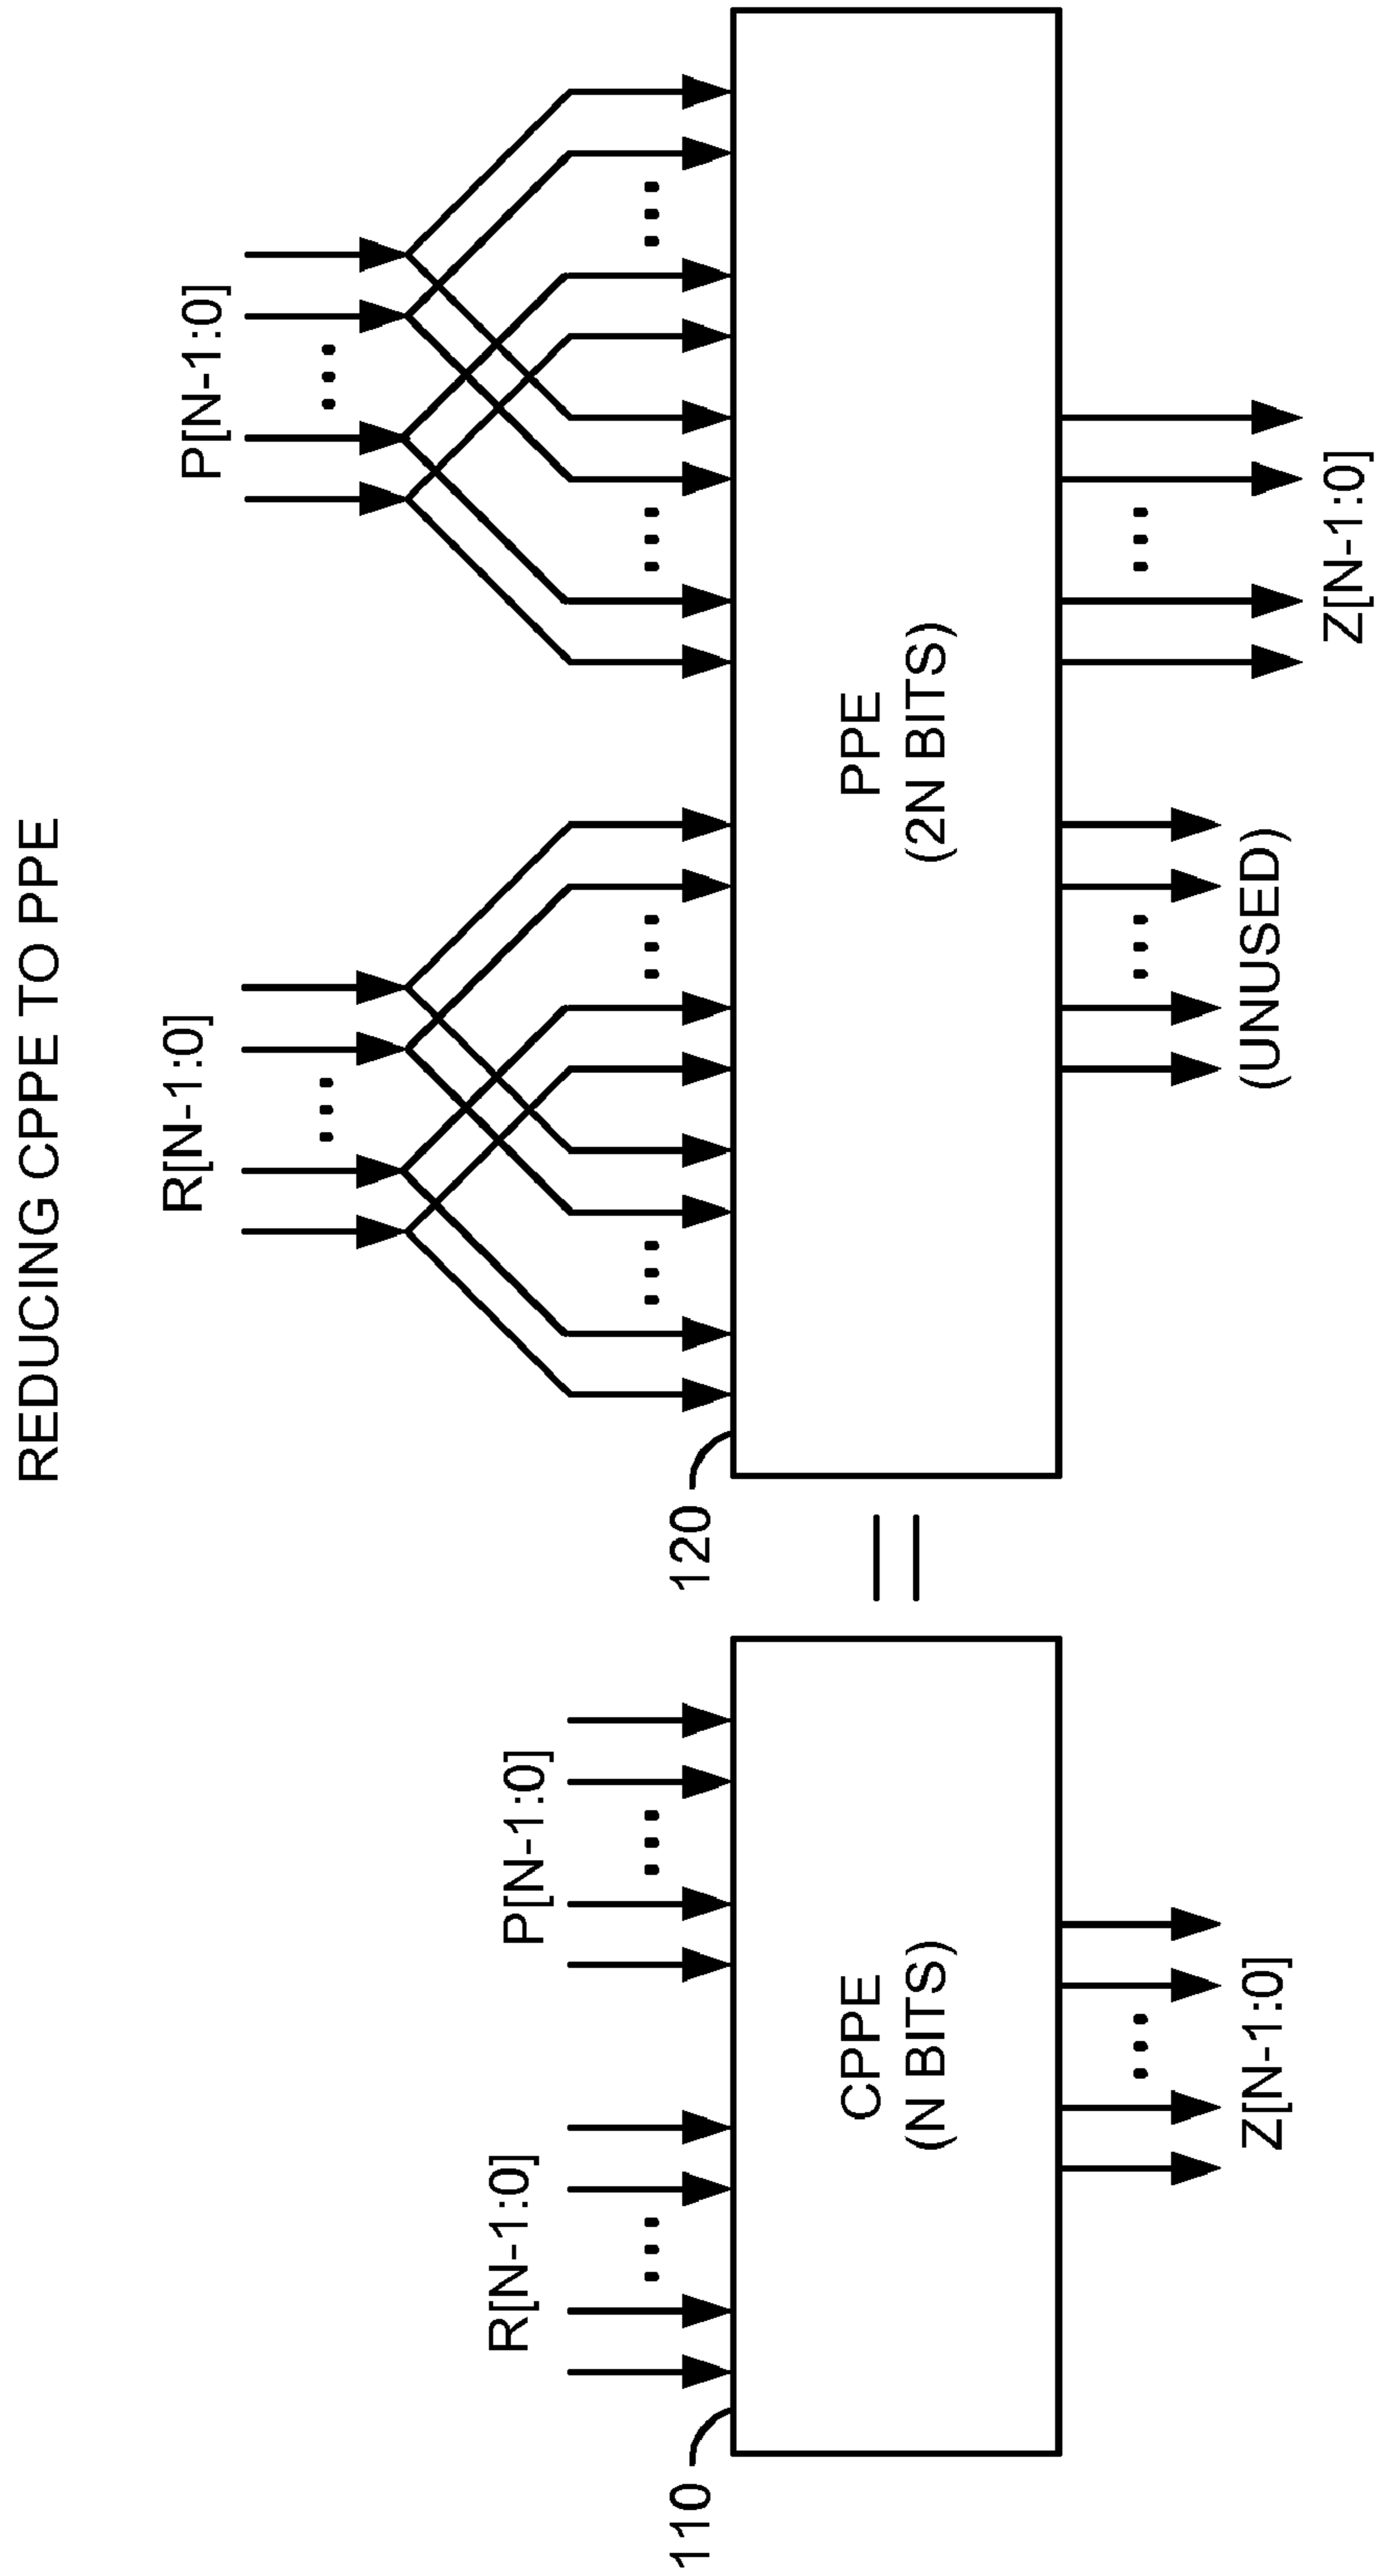 REDUCING CPPE TO PPE
R[N-1:0]
P[N-1:0]
110
CPPE
(N BITS)
Z[N-1:0]
R[N-1:0]
P[N-1:0]
120
PPE
(2N BITS)
(UNUSED)
Z[N-1:0]